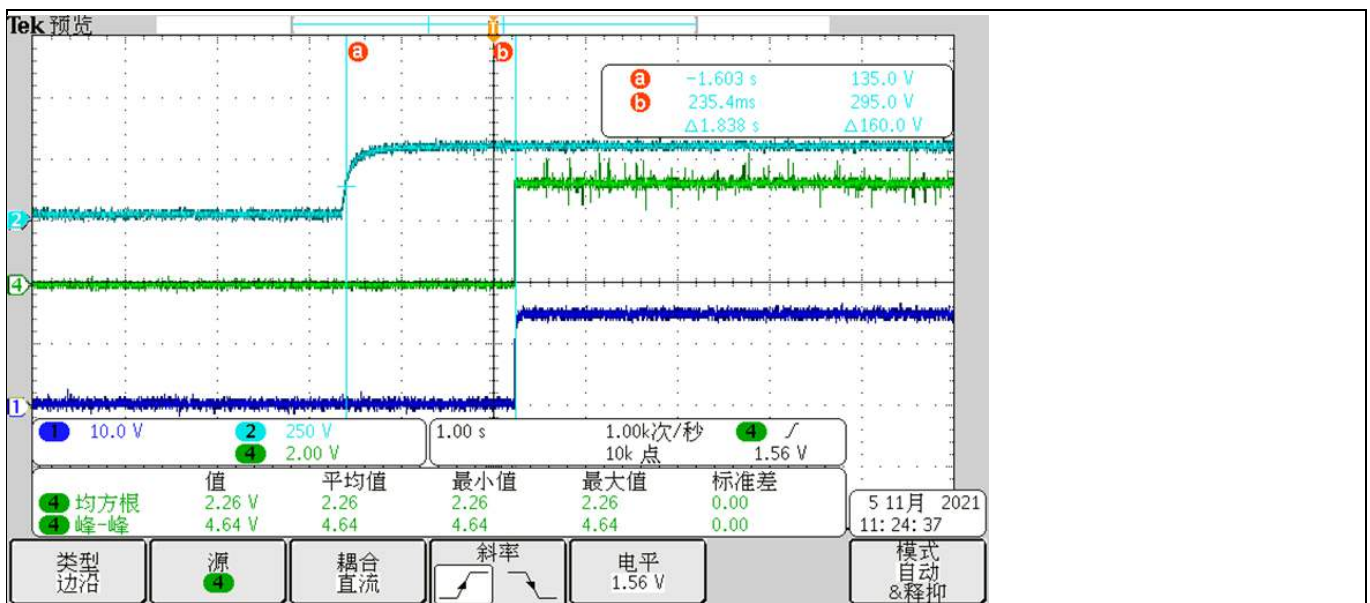 Tek 预览
T
a b
a -1.603 s 135.0 V
b 235.4ms 295.0 V
Δ1.838 s Δ160.0 V
2
4
1
1 10.0 V 2 250 V 1.00 s 1.00k次/秒 4
4 2.00 V 10k 点 1.56 V
值 平均值 最小值 最大值 标准差
4 均方根 2.26 V 2.26 2.26 2.26 0.00
4 峰-峰 4.64 V 4.64 4.64 4.64 0.00
5 11月 2021
11:24:37
类型 源 耦合 斜率 电平 模式
边沿 4 直流 1.56 V 自动
&释抑